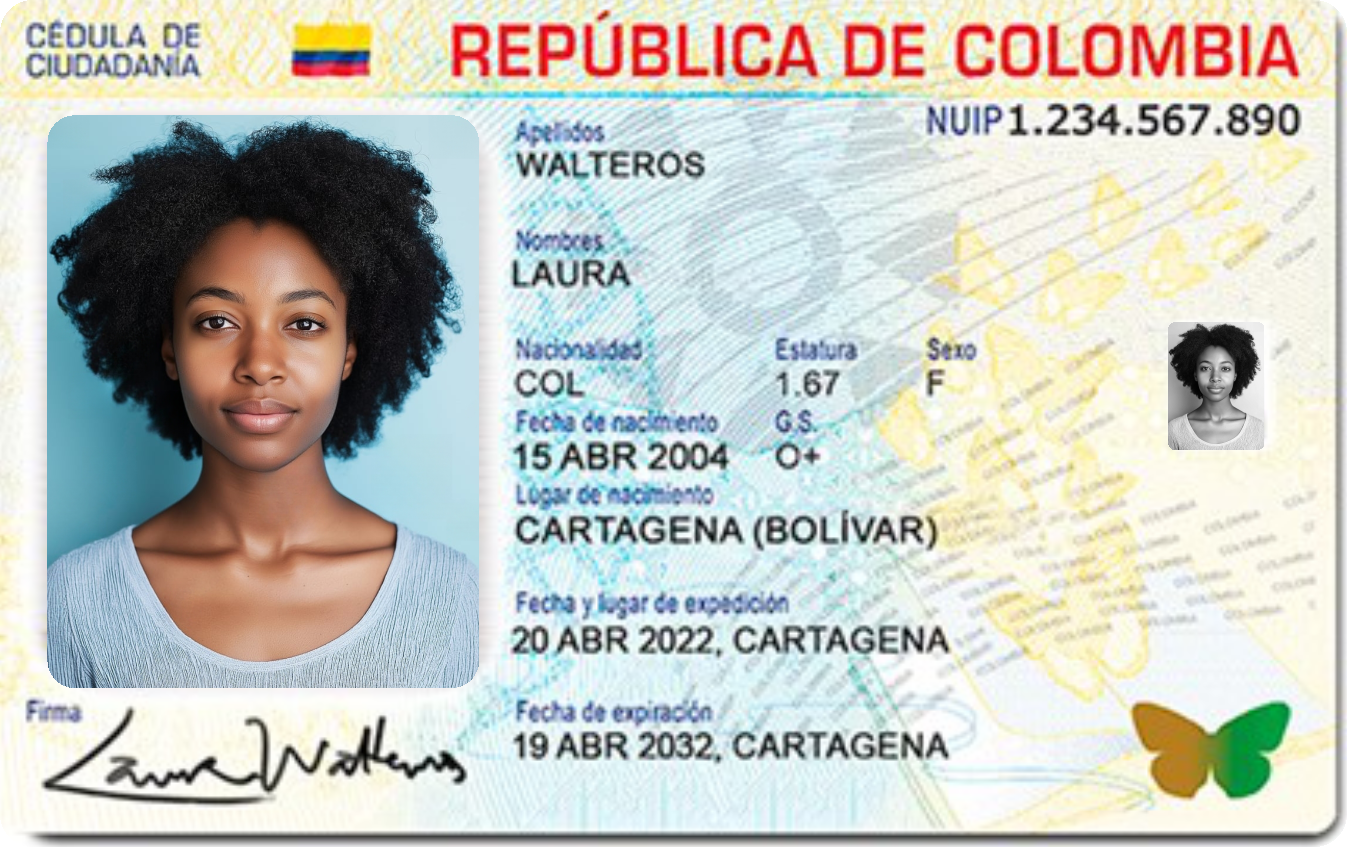 CÉDULA DE
CIUDADANÍA
REPÚBLICA DE COLOMBIA
NUIP 1.234.567.890
Apellidos
WALTEROS
Nombres
LAURA
Nacionalidad Estatura Sexo
COL 1.67 F
Fecha de nacimiento G.S.
15 ABR 2004 O+
Lugar de nacimiento
CARTAGENA (BOLÍVAR)
Fecha y lugar de expedición
20 ABR 2022, CARTAGENA
Fecha de expiración
19 ABR 2032, CARTAGENA
Firma
Laura Walteros